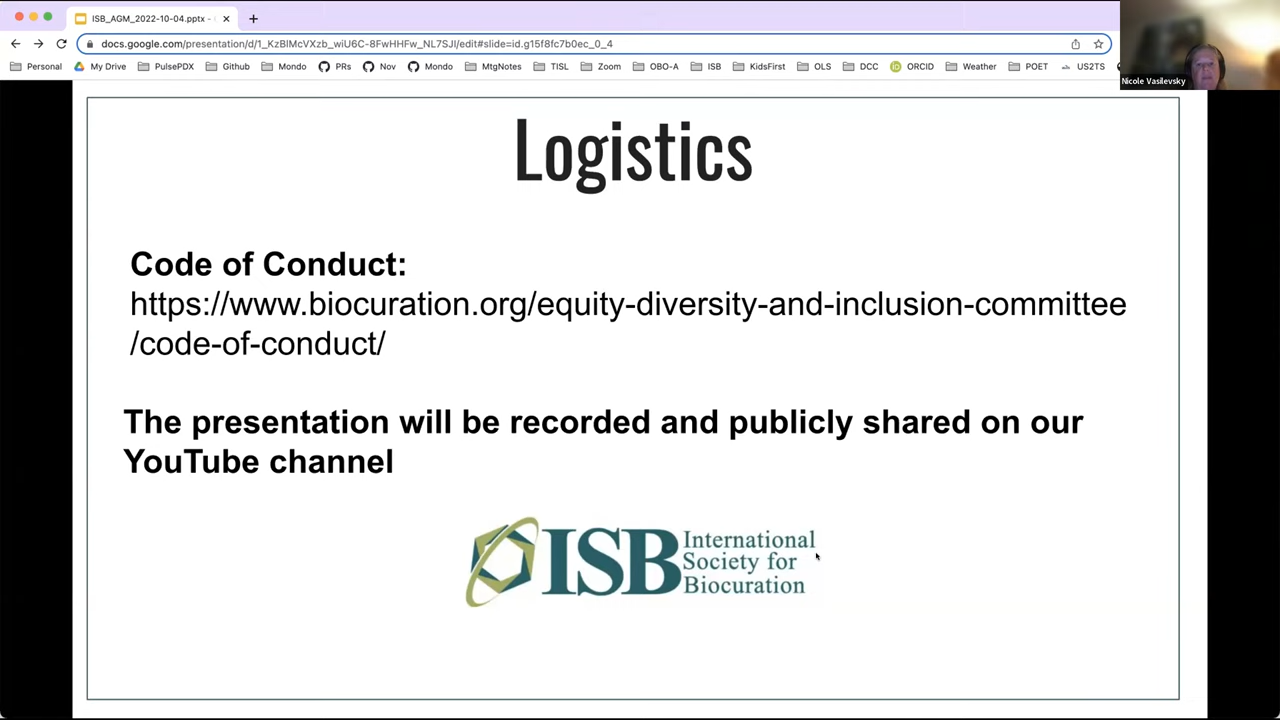 ISB_AGM_2022-10-04.pptx -
docs.google.com/presentation/d/1_KzBlMcVXzb_wiU6C-8FwHHFw_NL7SJI/edit#slide=id.g15f8fc7b0ec_0_4
Personal My Drive PulsePDX Github Mondo PRs Nov Mondo MtgNotes TISL Zoom OBO-A ISB KidsFirst OLS DCC ORCID Weather POET US2TS
Nicole Vasilevsky
Logistics
Code of Conduct:
https://www.biocuration.org/equity-diversity-and-inclusion-committee
/code-of-conduct/
The presentation will be recorded and publicly shared on our
YouTube channel
ISB International
Society for
Biocuration